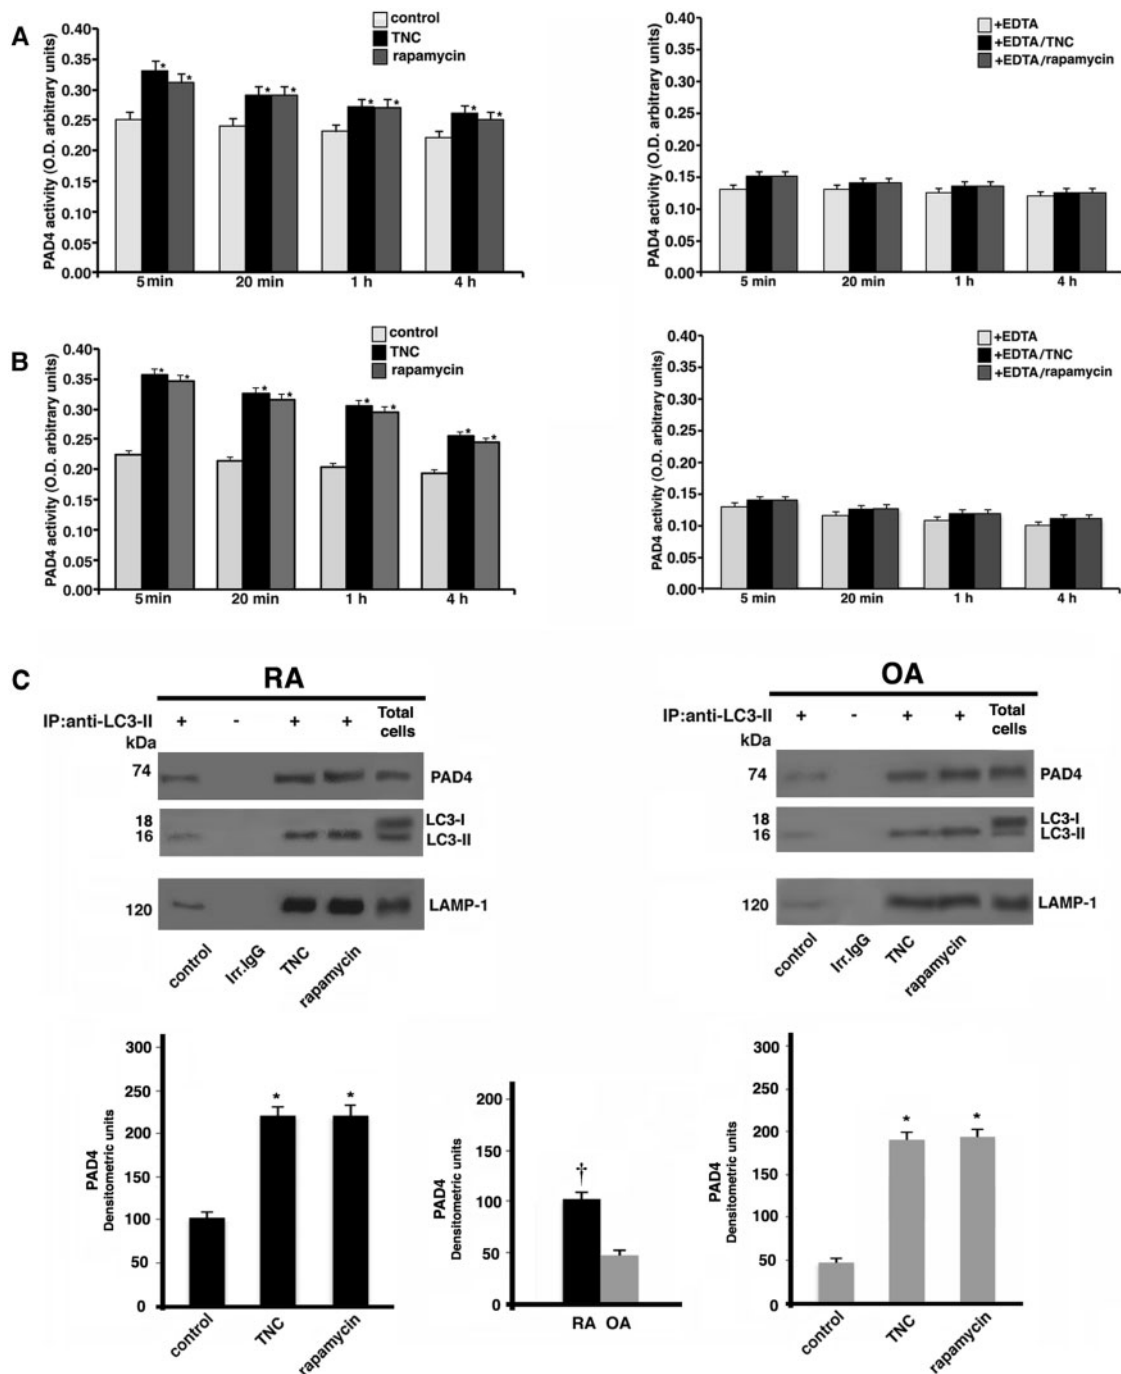 A
PAD4 activity (O.D. arbitrary units)
0.40
0.35
0.30
0.25
0.20
0.15
0.10
0.05
0.00
control
TNC
rapamycin
* * * * * * * *
5 min 20 min 1 h 4 h
PAD4 activity (O.D. arbitrary units)
0.40
0.35
0.30
0.25
0.20
0.15
0.10
0.05
0.00
+EDTA
+EDTA/TNC
+EDTA/rapamycin
5 min 20 min 1 h 4 h
B
PAD4 activity (O.D. arbitrary units)
0.40
0.35
0.30
0.25
0.20
0.15
0.10
0.05
0.00
control
TNC
rapamycin
* * * * * * * *
5 min 20 min 1 h 4 h
PAD4 activity (O.D. arbitrary units)
0.40
0.35
0.30
0.25
0.20
0.15
0.10
0.05
0.00
+EDTA
+EDTA/TNC
+EDTA/rapamycin
5 min 20 min 1 h 4 h
C
RA
IP:anti-LC3-II + - + + Total cells
kDa
74 PAD4
18 LC3-I
16 LC3-II
120 LAMP-1
control Irr.IgG TNC rapamycin
OA
IP:anti-LC3-II + - + + Total cells
kDa
74 PAD4
18 LC3-I
16 LC3-II
120 LAMP-1
control Irr.IgG TNC rapamycin
PAD4
Densitometric units
300
250
200
150
100
50
0
* *
control TNC rapamycin
PAD4
Densitometric units
200
150
100
50
0
†
RA OA
PAD4
Densitometric units
300
250
200
150
100
50
0
* *
control TNC rapamycin